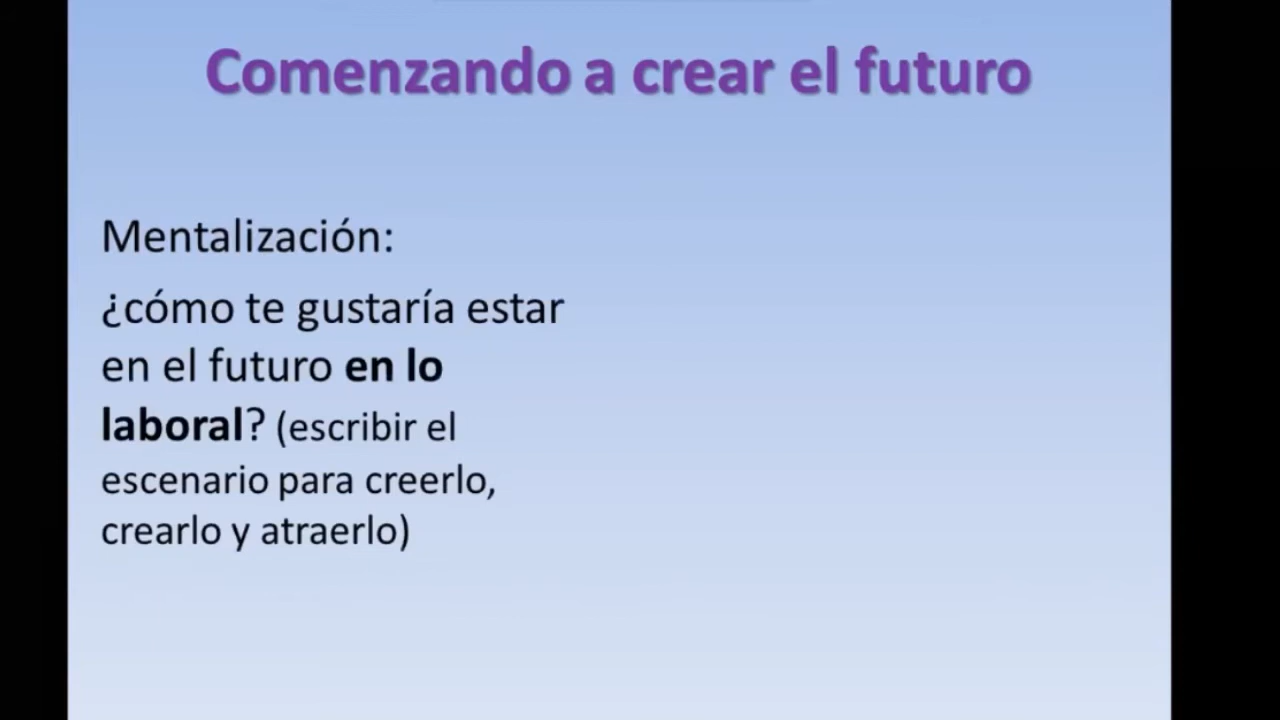 Comenzando a crear el futuro
Mentalización:
¿cómo te gustaría estar
en el futuro en lo
laboral? (escribir el
escenario para creerlo,
crearlo y atraerlo)